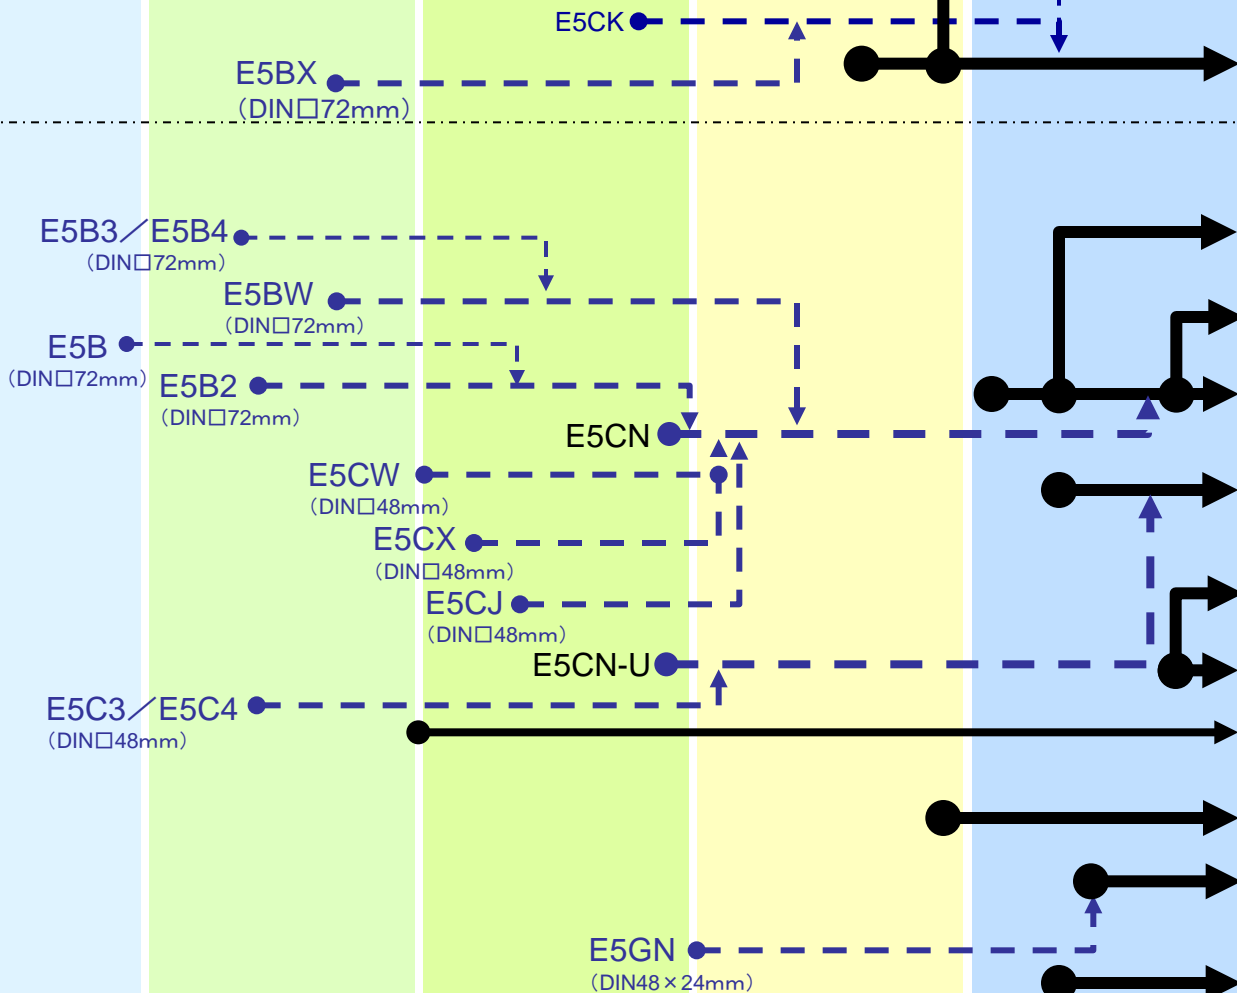 E5CK
E5BX
（DIN□72mm）
E5B3／E5B4
（DIN□72mm）
E5BW
（DIN□72mm）
E5B
（DIN□72mm）
E5B2
（DIN□72mm）
E5CN
E5CW
（DIN□48mm）
E5CX
（DIN□48mm）
E5CJ
（DIN□48mm）
E5CN-U
E5C3／E5C4
（DIN□48mm）
E5GN
（DIN48×24mm）